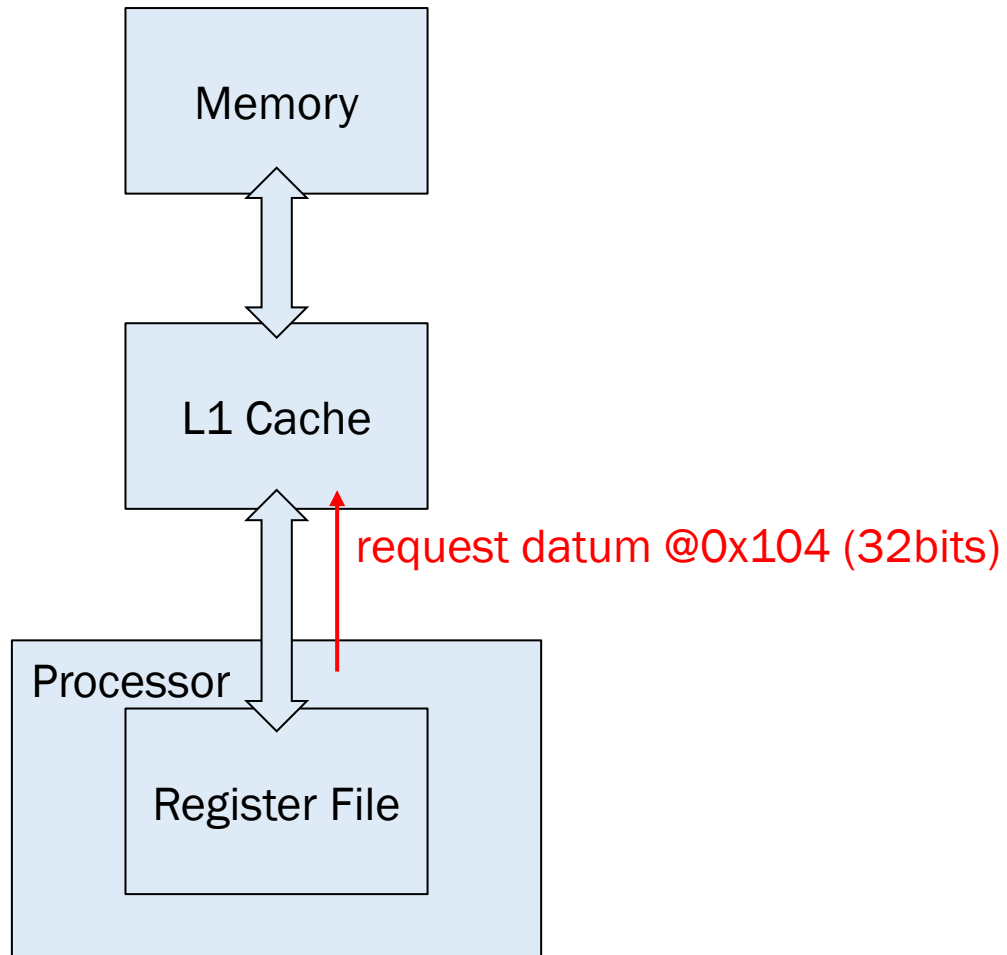 Memory
L1 Cache
request datum @0x104 (32bits)
Processor
Register File